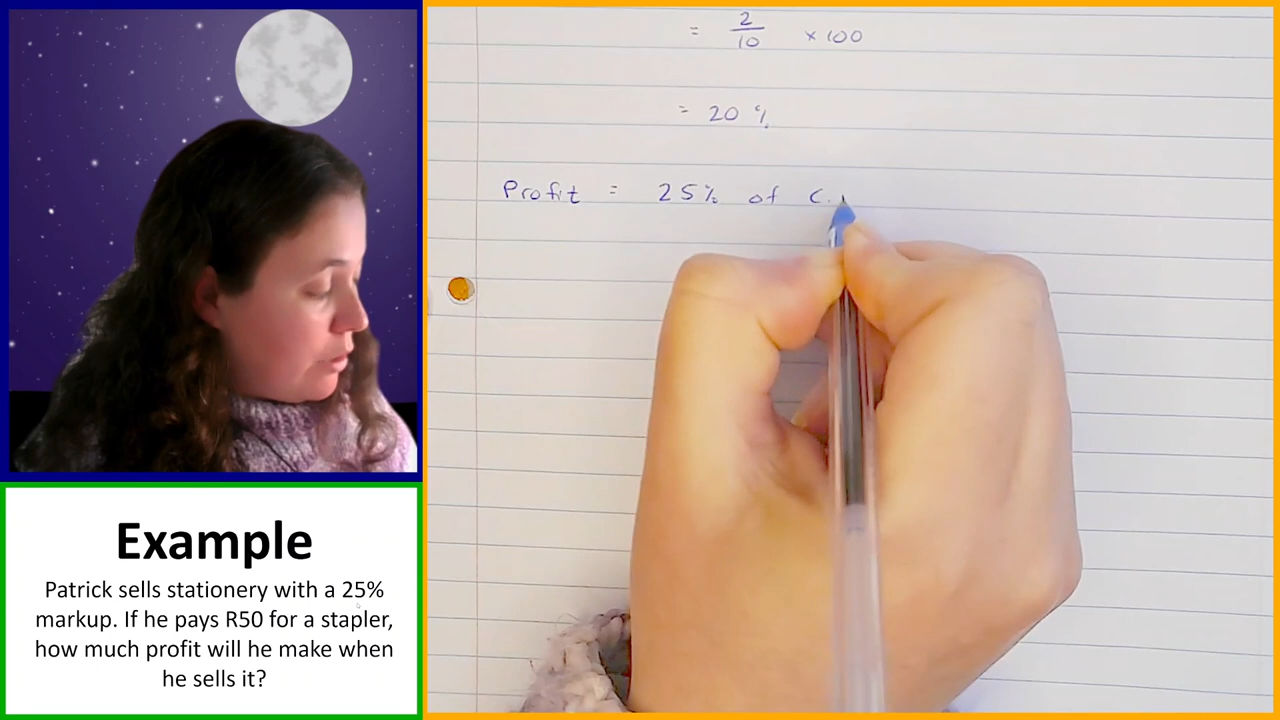 Example
Patrick sells stationery with a 25%
markup. If he pays R50 for a stapler,
how much profit will he make when
he sells it?
= 2/10 × 100
= 20 %
Profit = 25% of C.